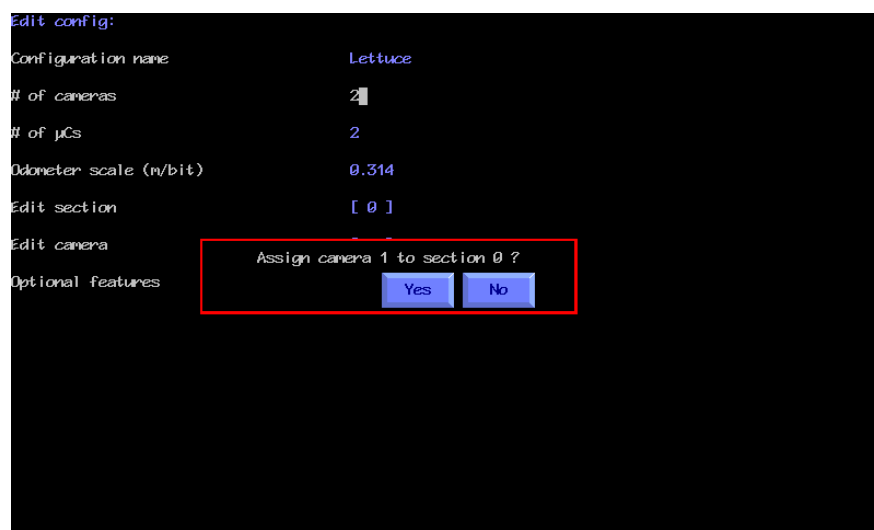 Edit config:
Configuration name Lettuce
# of cameras 2
# of µCs 2
Odometer scale (m/bit) 0.314
Edit section [ 0 ]
Edit camera
Assign camera 1 to section 0 ?
Optional features
Yes No